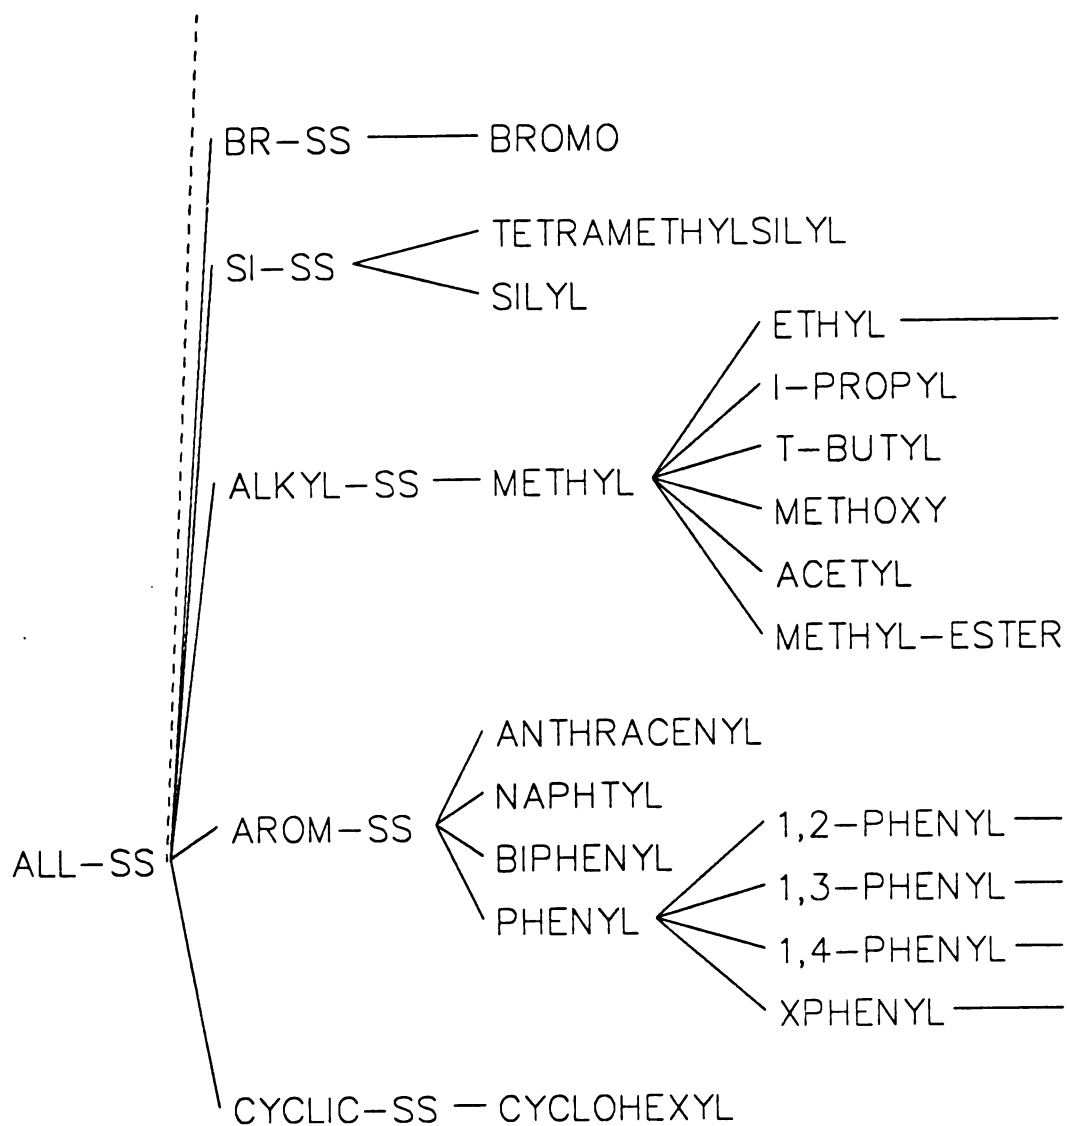 BR-SS BROMO
TETRAMETHYLSILYL
SI-SS
SILYL
ETHYL
I-PROPYL
T-BUTYL
ALKYL-SS METHYL
METHOXY
ACETYL
METHYL-ESTER
ANTHRACENYL
NAPHTYL
AROM-SS
1,2-PHENYL
ALL-SS
BIPHENYL
1,3-PHENYL
PHENYL
1,4-PHENYL
XPHENYL
CYCLIC-SS CYCLOHEXYL